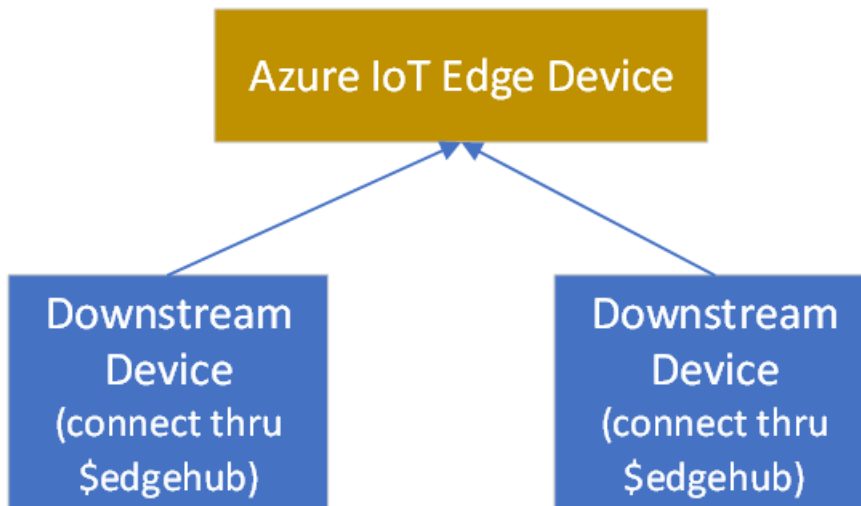 Azure IoT Edge Device
Downstream
Device
(connect thru
$edgehub)
Downstream
Device
(connect thru
$edgehub)